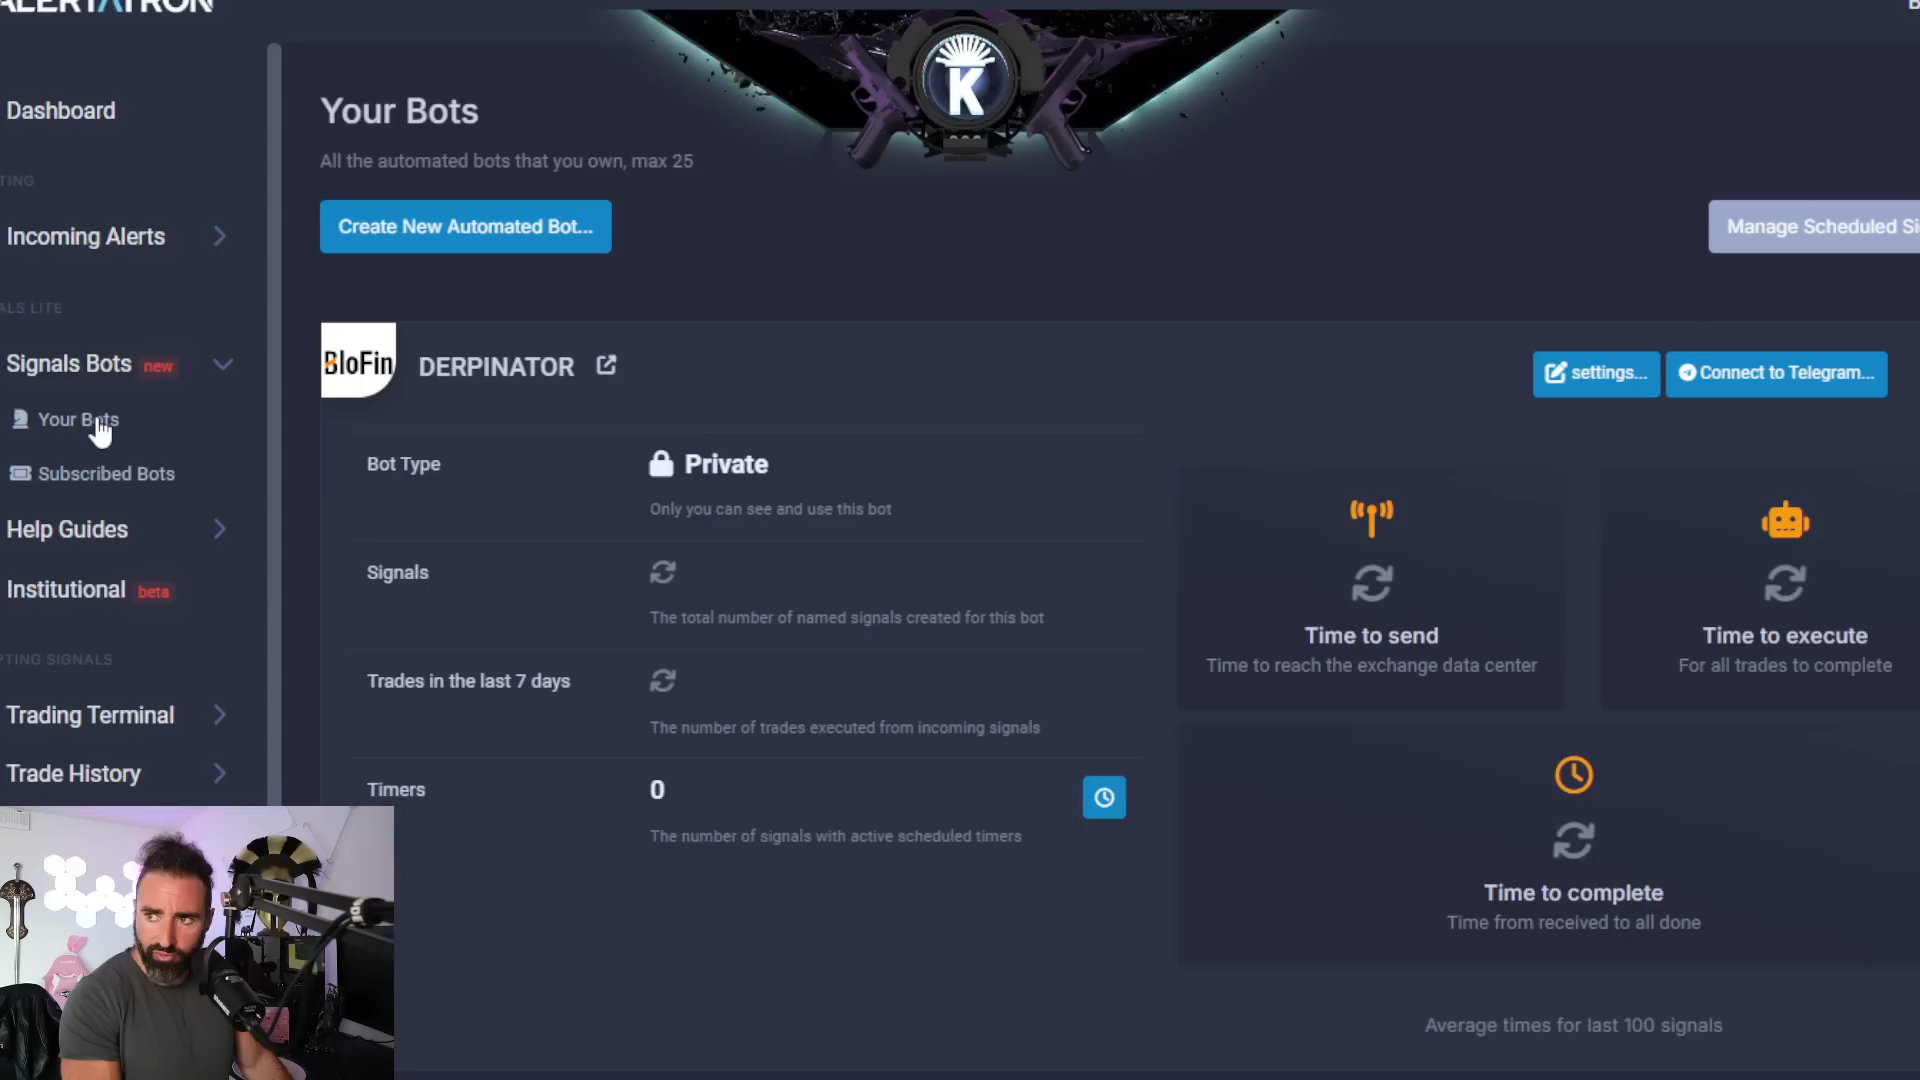 ALERTATRON
K
Dashboard
TING
Incoming Alerts
ALS LITE
Signals Bots new
Your Bots
Subscribed Bots
Help Guides
Institutional beta
PTING SIGNALS
Trading Terminal
Trade History
Your Bots
All the automated bots that you own, max 25
Create New Automated Bot...
Manage Scheduled Si
BloFin
DERPINATOR
settings...
Connect to Telegram...
Bot Type
Private
Only you can see and use this bot
Signals
The total number of named signals created for this bot
Trades in the last 7 days
The number of trades executed from incoming signals
Timers
0
The number of signals with active scheduled timers
Time to send
Time to reach the exchange data center
Time to execute
For all trades to complete
Time to complete
Time from received to all done
Average times for last 100 signals